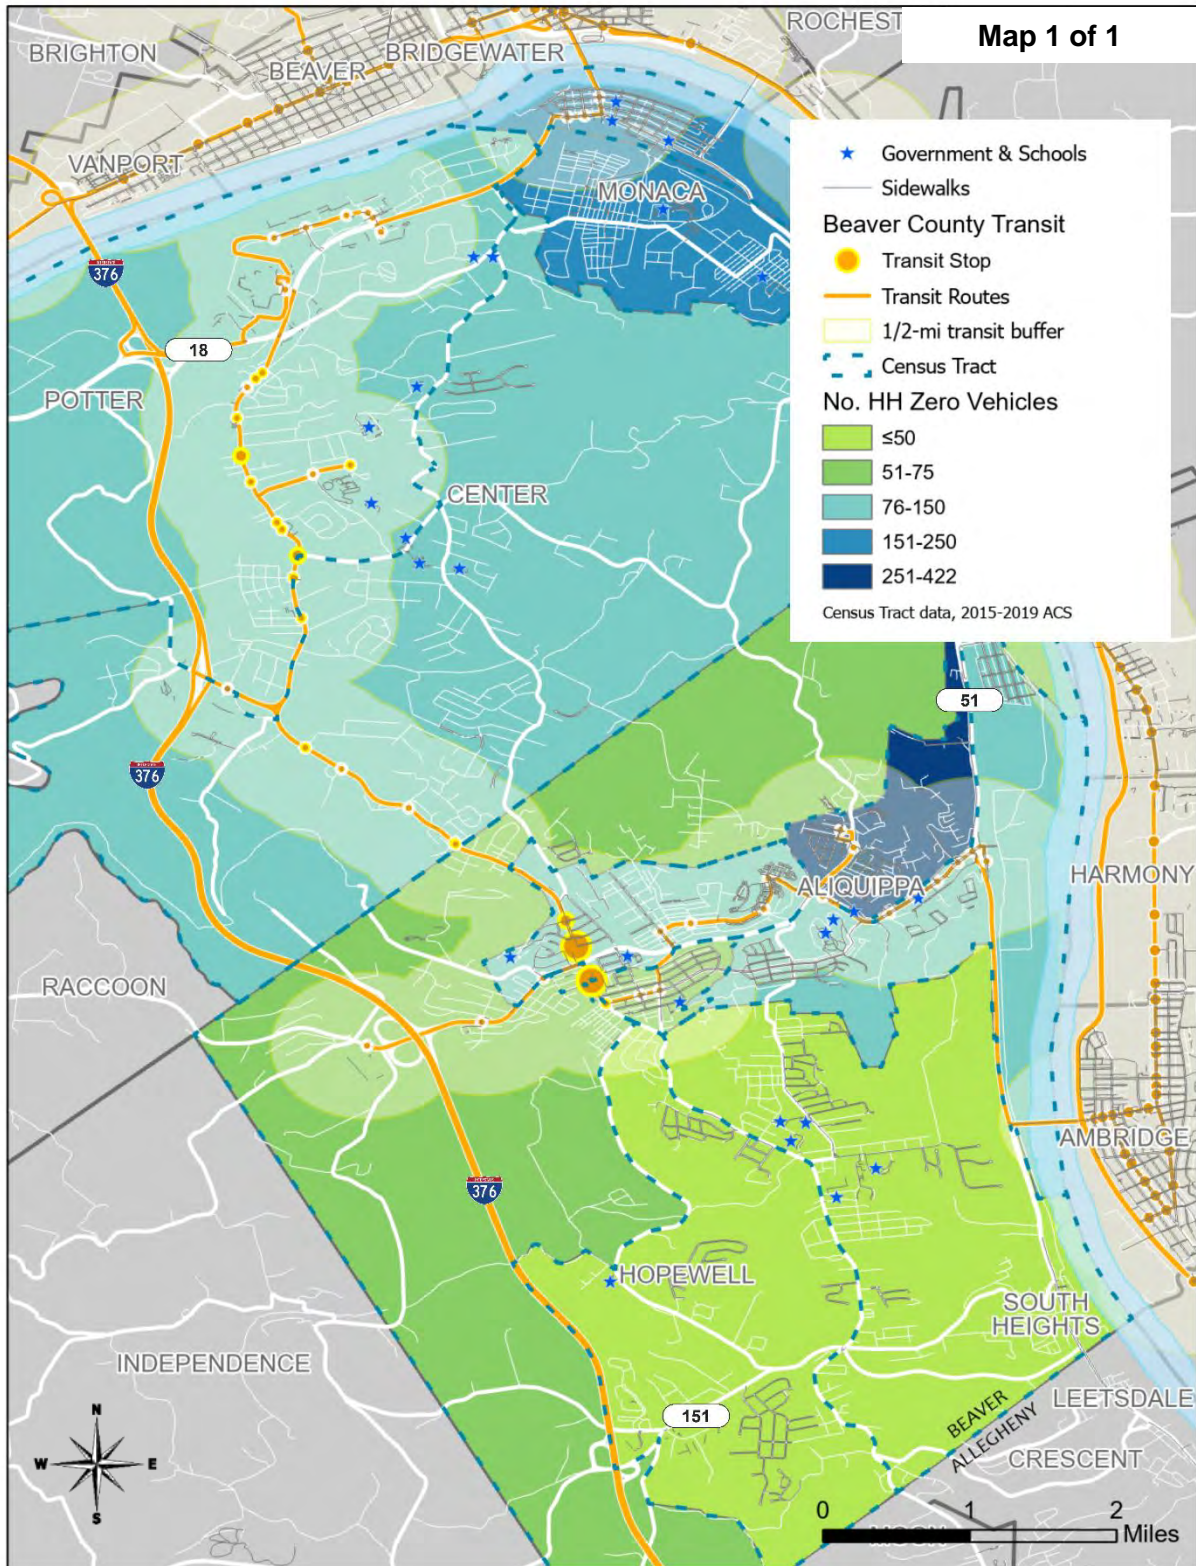 Map 1 of 1
ROCHEST
BRIGHTON
BRIDGEWATER
BEAVER
VANPORT
MONACA
376
18
POTTER
CENTER
Government & Schools
Sidewalks
Beaver County Transit
Transit Stop
Transit Routes
1/2-mi transit buffer
Census Tract
No. HH Zero Vehicles
≤50
51-75
76-150
151-250
251-422
Census Tract data, 2015-2019 ACS
51
376
HARMONY
ALIQUIPPA
RACCOON
AMBRIDGE
376
HOPEWELL
SOUTH
HEIGHTS
INDEPENDENCE
LEETSDALE
151
BEAVER
ALLEGHENY
CRESCENT
N
W E
S
0 1 2
Miles
MOON